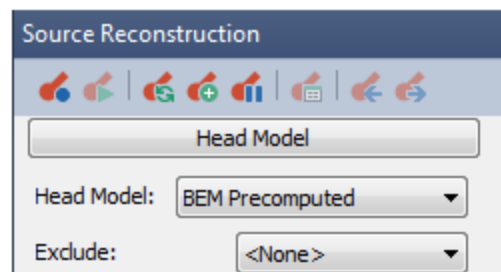 Source Reconstruction
Head Model
Head Model: BEM Precomputed
Exclude: <None>